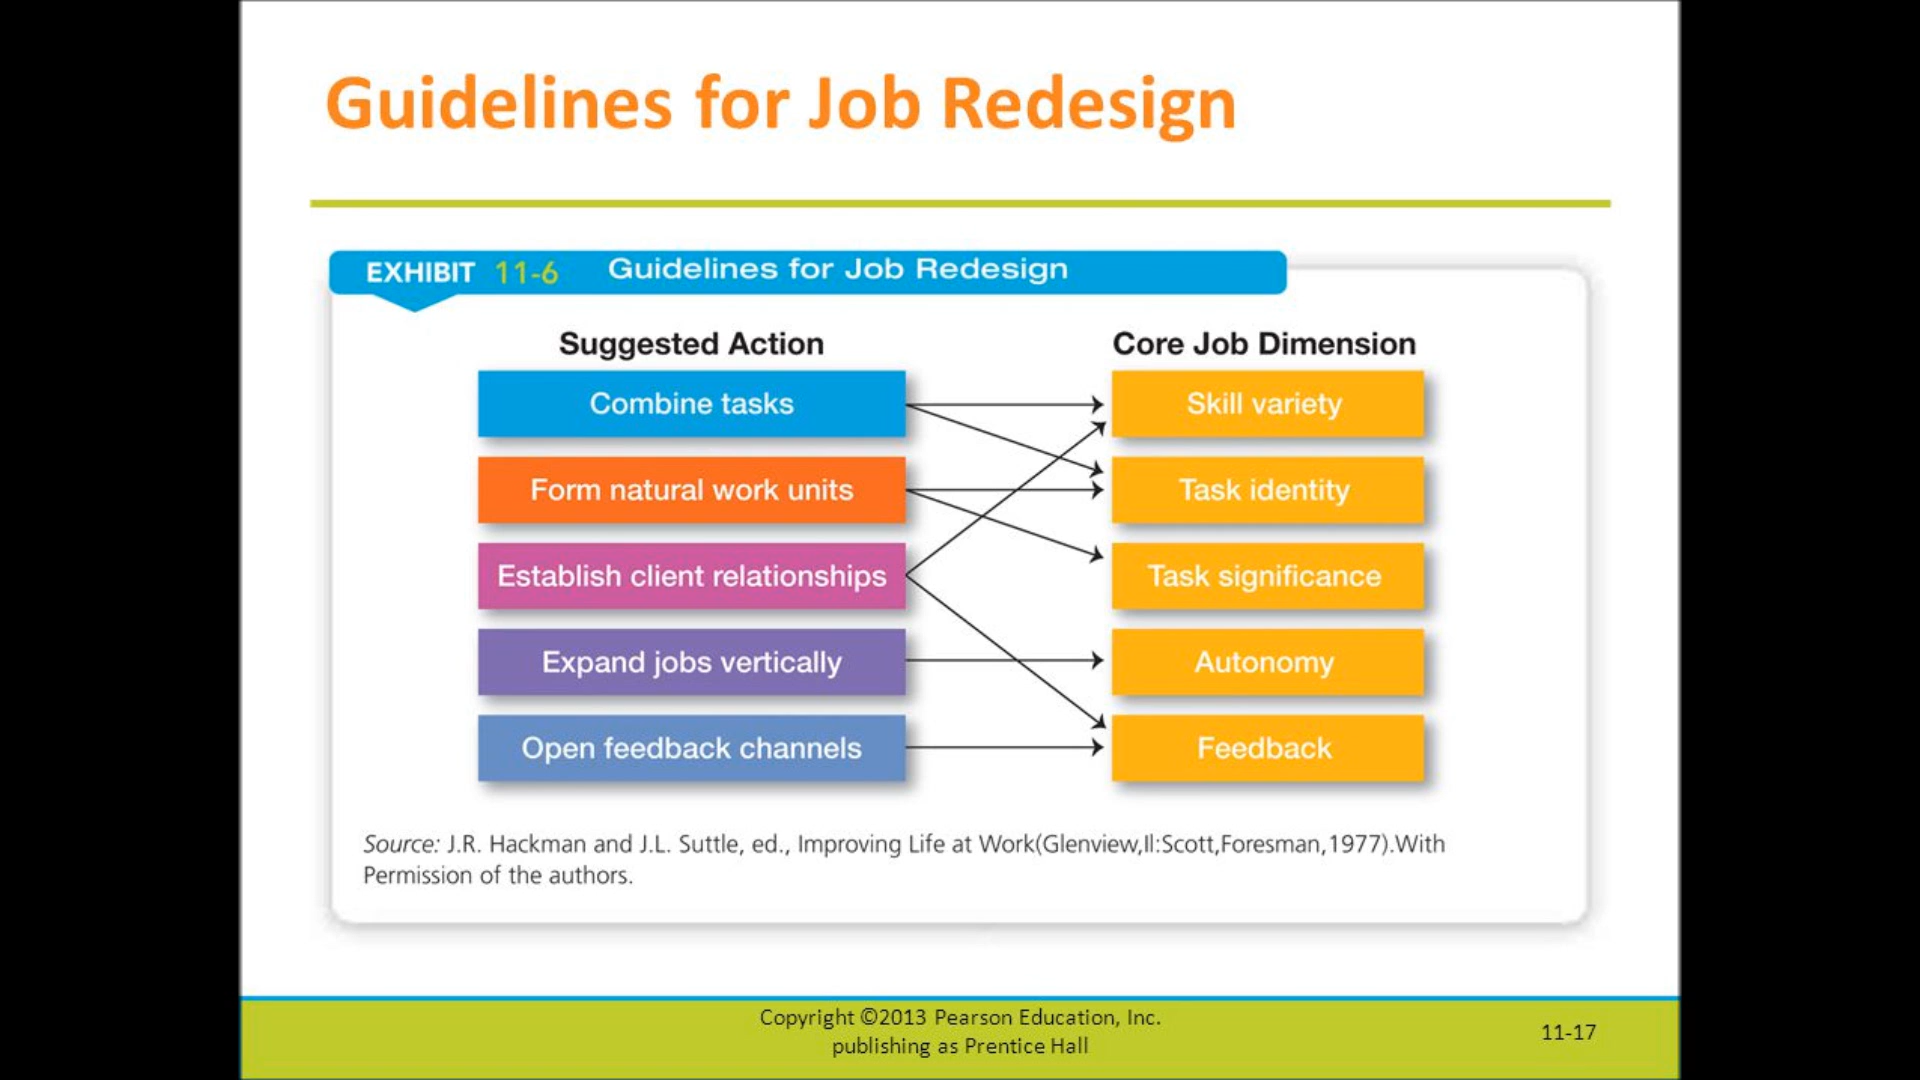 Guidelines for Job Redesign
EXHIBIT 11-6 Guidelines for Job Redesign
Suggested Action
Core Job Dimension
Combine tasks
Skill variety
Form natural work units
Task identity
Establish client relationships
Task significance
Expand jobs vertically
Autonomy
Open feedback channels
Feedback
Source: J.R. Hackman and J.L. Suttle, ed., Improving Life at Work(Glenview,Il:Scott,Foresman,1977).With
Permission of the authors.
Copyright ©2013 Pearson Education, Inc.
publishing as Prentice Hall
11-17